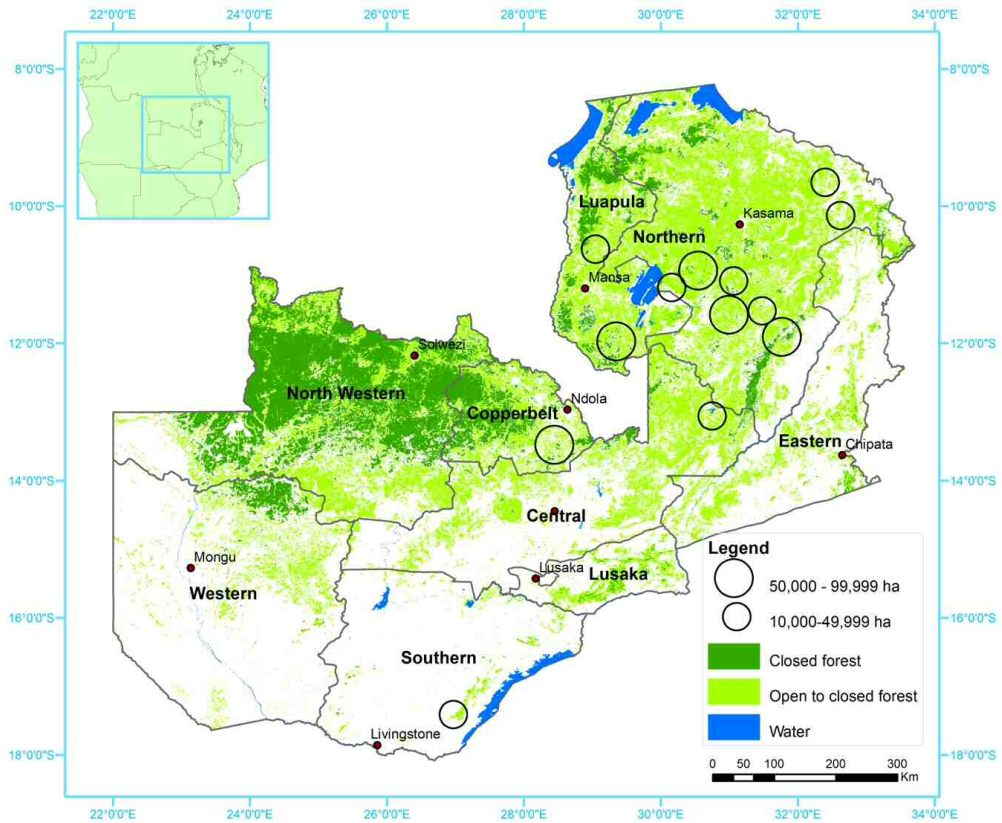 22°0'0"E 24°0'0"E 26°0'0"E 28°0'0"E 30°0'0"E 32°0'0"E 34°0'0"E
8°0'0"S 8°0'0"S
Luapula
10°0'0"S 10°0'0"S
Kasama
Northern
Mansa
12°0'0"S 12°0'0"S
Solwezi
North Western
Ndola
Copperbelt
Eastern
Chipata
14°0'0"S 14°0'0"S
Central
Mongu
Lusaka
Lusaka
Western
16°0'0"S 16°0'0"S
Southern
Livingstone
18°0'0"S 18°0'0"S
Legend
50,000 - 99,999 ha
10,000-49,999 ha
Closed forest
Open to closed forest
Water
0 50 100 200 300
Km
22°0'0"E 24°0'0"E 26°0'0"E 28°0'0"E 30°0'0"E 32°0'0"E 34°0'0"E